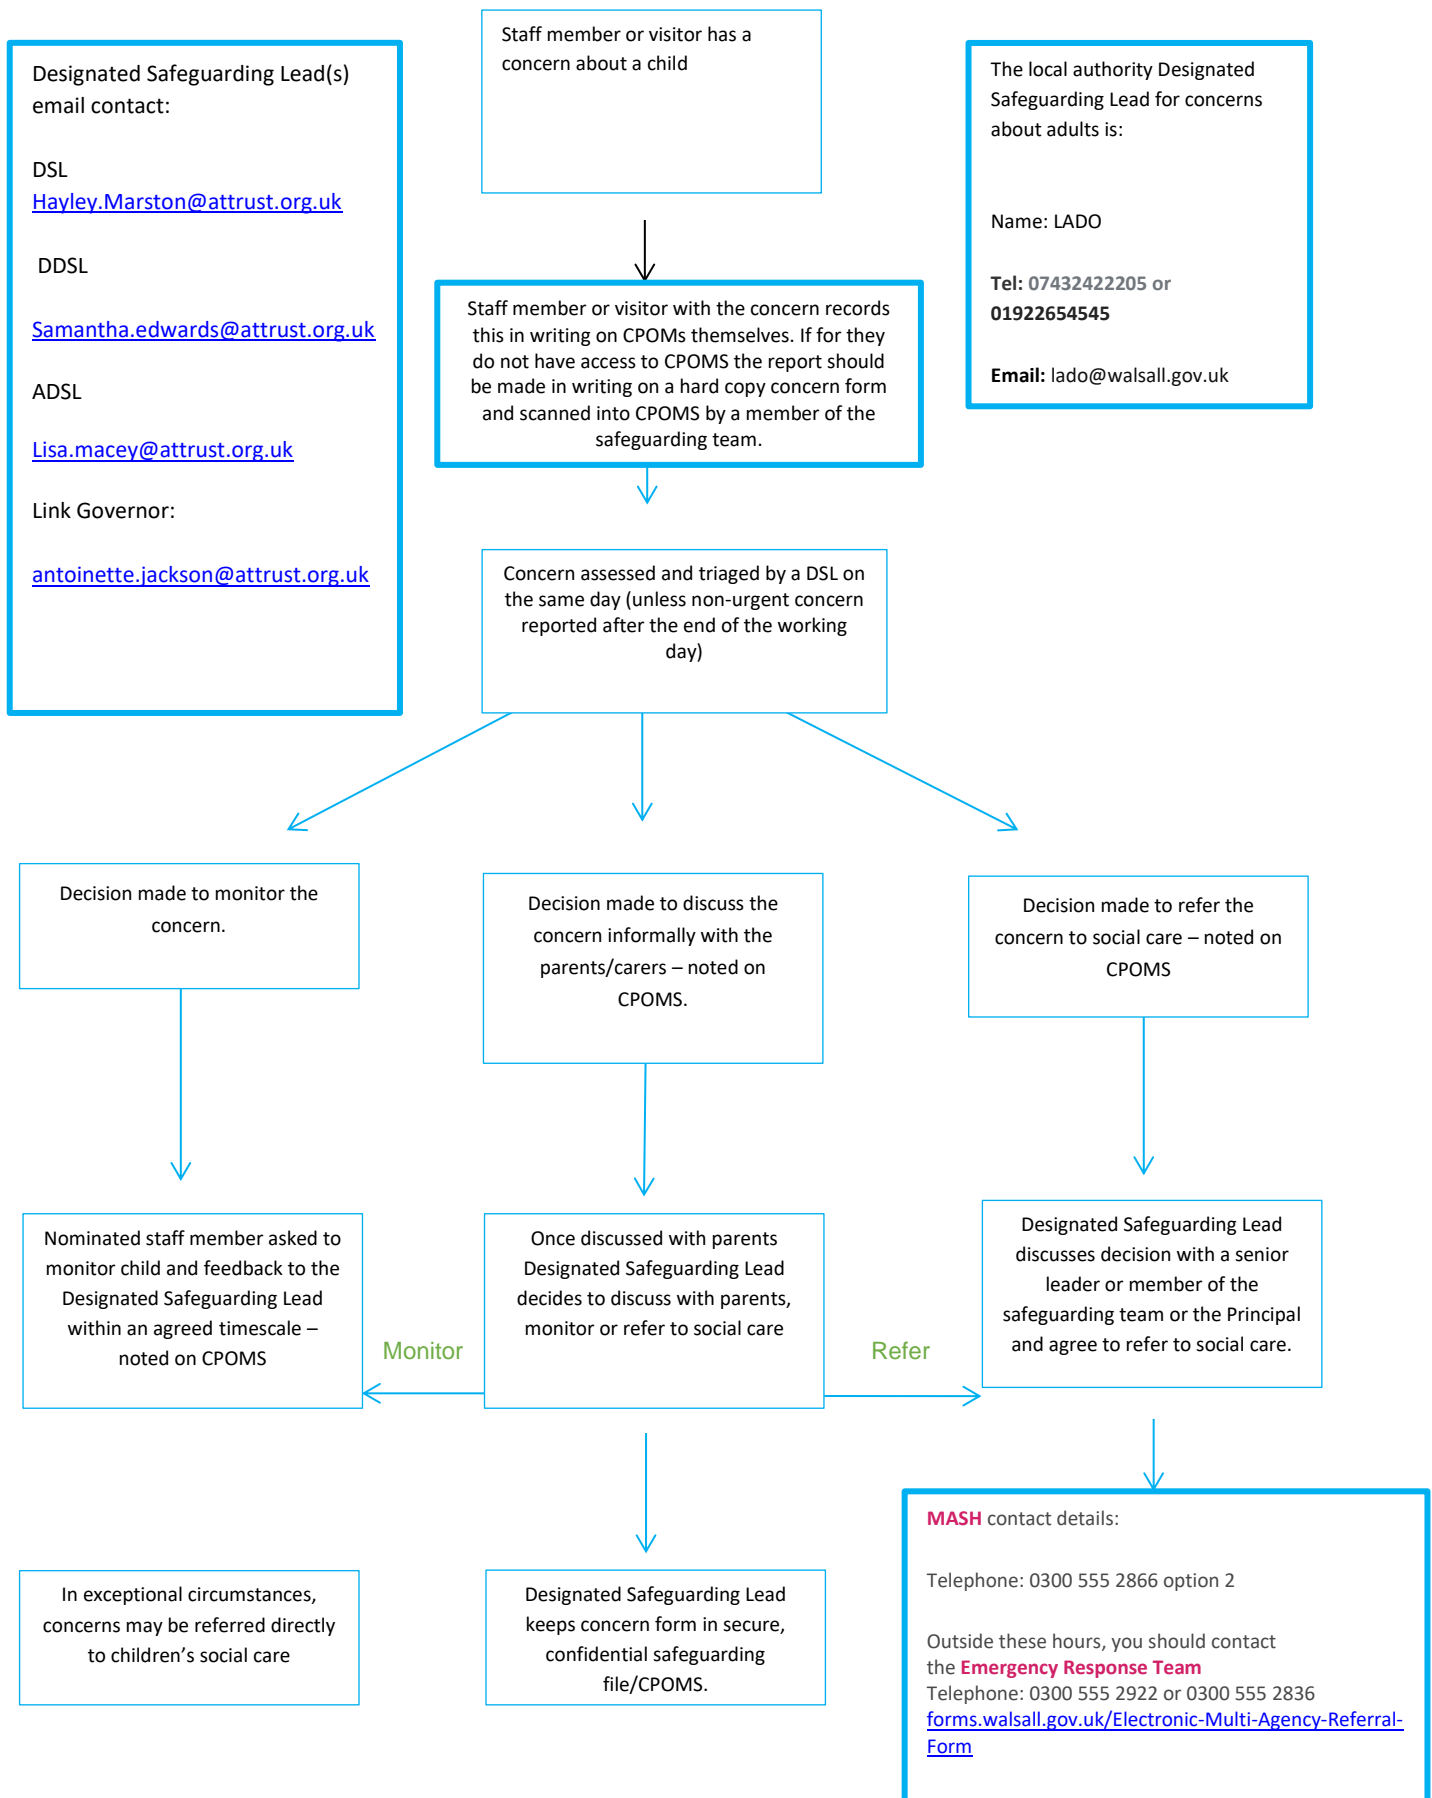 Designated Safeguarding Lead(s)
email contact:
DSL
Hayley.Marston@attrust.org.uk
DDSL
Samantha.edwards@attrust.org.uk
ADSL
Lisa.macey@attrust.org.uk
Link Governor:
antoinette.jackson@attrust.org.uk
Staff member or visitor has a
concern about a child
The local authority Designated
Safeguarding Lead for concerns
about adults is:
Name: LADO
Tel: 07432422205 or
01922654545
Email: lado@walsall.gov.uk
Staff member or visitor with the concern records
this in writing on CPOMs themselves. If for they
do not have access to CPOMS the report should
be made in writing on a hard copy concern form
and scanned into CPOMS by a member of the
safeguarding team.
Concern assessed and triaged by a DSL on
the same day (unless non-urgent concern
reported after the end of the working
day)
Decision made to monitor the
concern.
Decision made to discuss the
concern informally with the
parents/carers – noted on
CPOMS.
Decision made to refer the
concern to social care – noted on
CPOMS
Nominated staff member asked to
monitor child and feedback to the
Designated Safeguarding Lead
within an agreed timescale –
noted on CPOMS
Monitor
Once discussed with parents
Designated Safeguarding Lead
decides to discuss with parents,
monitor or refer to social care
Refer
Designated Safeguarding Lead
discusses decision with a senior
leader or member of the
safeguarding team or the Principal
and agree to refer to social care.
In exceptional circumstances,
concerns may be referred directly
to children’s social care
Designated Safeguarding Lead
keeps concern form in secure,
confidential safeguarding
file/CPOMS.
MASH contact details:
Telephone: 0300 555 2866 option 2
Outside these hours, you should contact
the Emergency Response Team
Telephone: 0300 555 2922 or 0300 555 2836
forms.walsall.gov.uk/Electronic-Multi-Agency-Referral-
Form